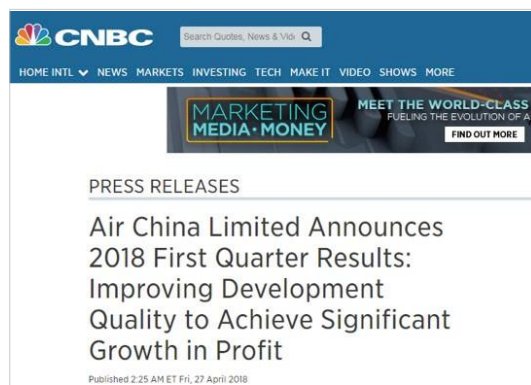 CNBC
Search Quotes, News & Vid
HOME INTL NEWS MARKETS INVESTING TECH MAKE IT VIDEO SHOWS MORE
MARKETING
MEDIA • MONEY
MEET THE WORLD-CLASS
FUELING THE EVOLUTION OF A
FIND OUT MORE
PRESS RELEASES
Air China Limited Announces
2018 First Quarter Results:
Improving Development
Quality to Achieve Significant
Growth in Profit
Published 2:25 AM ET Fri, 27 April 2018